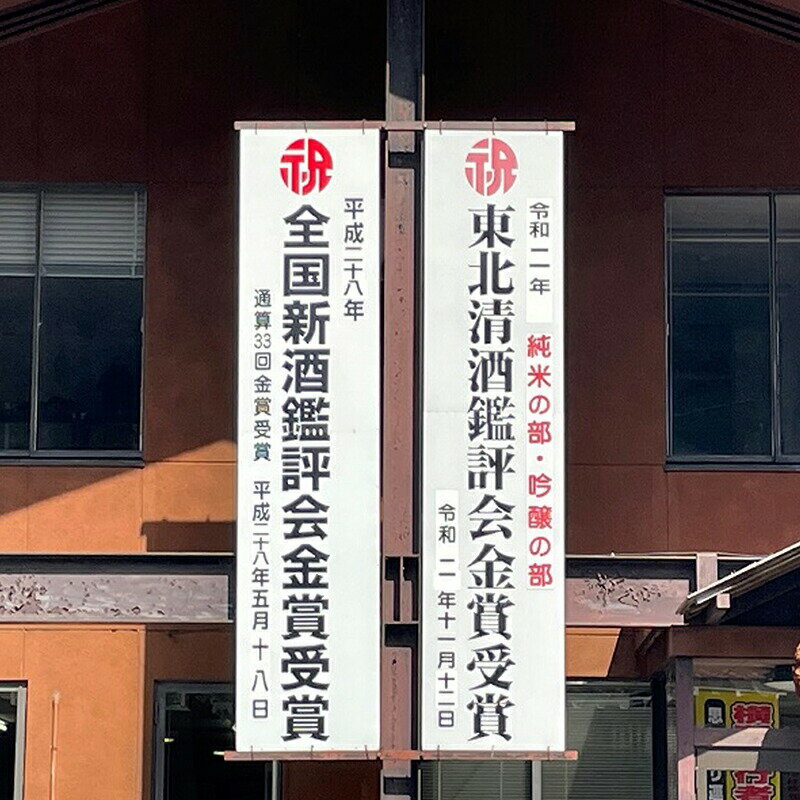 祝
令和二年
純米の部・吟醸の部
東北清酒鑑評会金賞受賞
令和二年十一月十二日
祝
平成二十八年
全国新酒鑑評会金賞受賞
通算33回金賞受賞 平成二十八年五月十八日